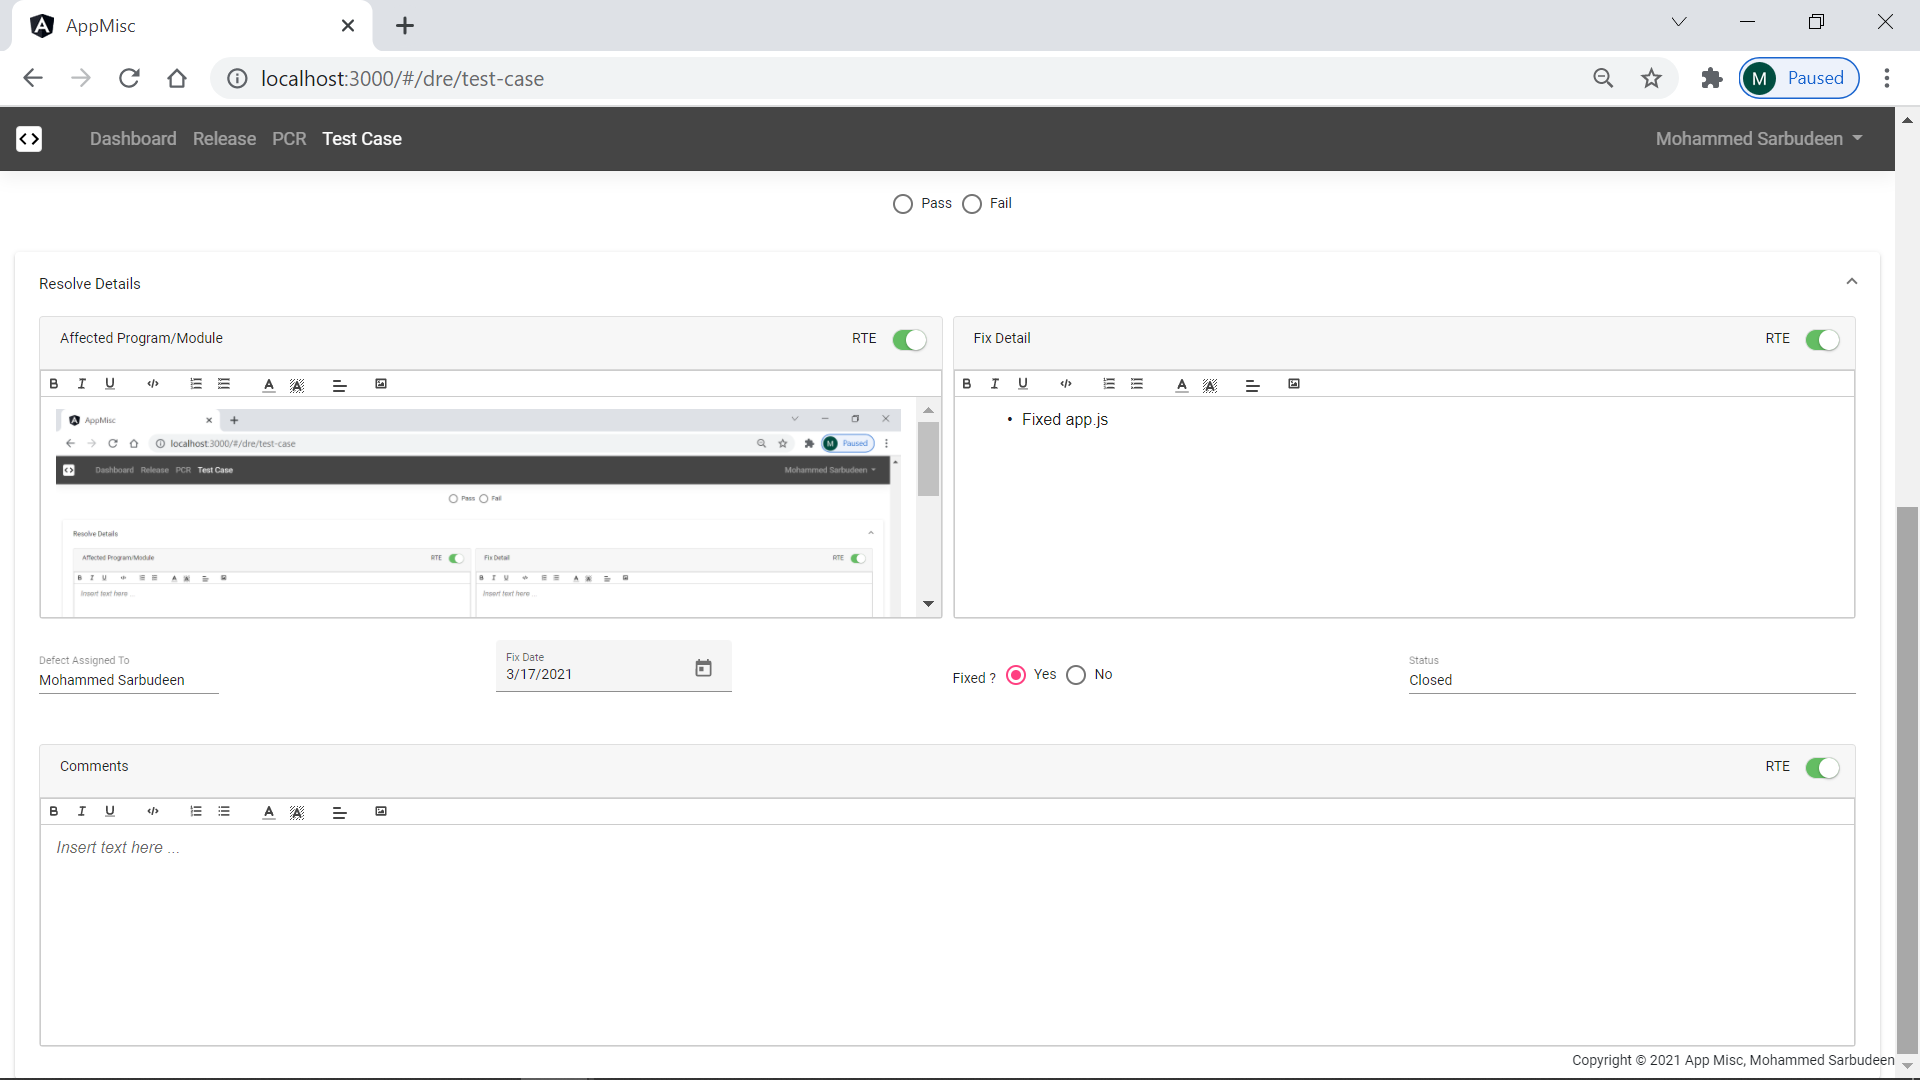 AppMisc
localhost:3000/#/dre/test-case
M Paused
Dashboard Release PCR Test Case Mohammed Sarbudeen
Pass Fail
Resolve Details
Affected Program/Module RTE
Fix Detail RTE
B I U </> A A
B I U </> A A
AppMisc
localhost:3000/#/dre/test-case
M Paused
Dashboard Release PCR Test Case Mohammed Sarbudeen
Pass Fail
Resolve Details
Affected Program/Module RTE Fix Detail RTE
B I U </> A A B I U </> A A
Insert text here ... Insert text here ...
• Fixed app.js
Defect Assigned To
Mohammed Sarbudeen
Fix Date
3/17/2021
Fixed ? Yes No
Status
Closed
Comments RTE
B I U </> A A
Insert text here ...
Copyright © 2021 App Misc, Mohammed Sarbudeen